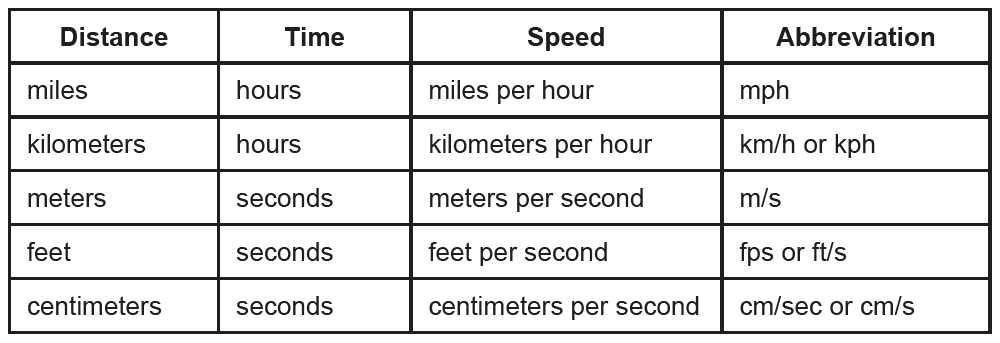 Distance Time Speed Abbreviation
miles hours miles per hour mph
kilometers hours kilometers per hour km/h or kph
meters seconds meters per second m/s
feet seconds feet per second fps or ft/s
centimeters seconds centimeters per second cm/sec or cm/s